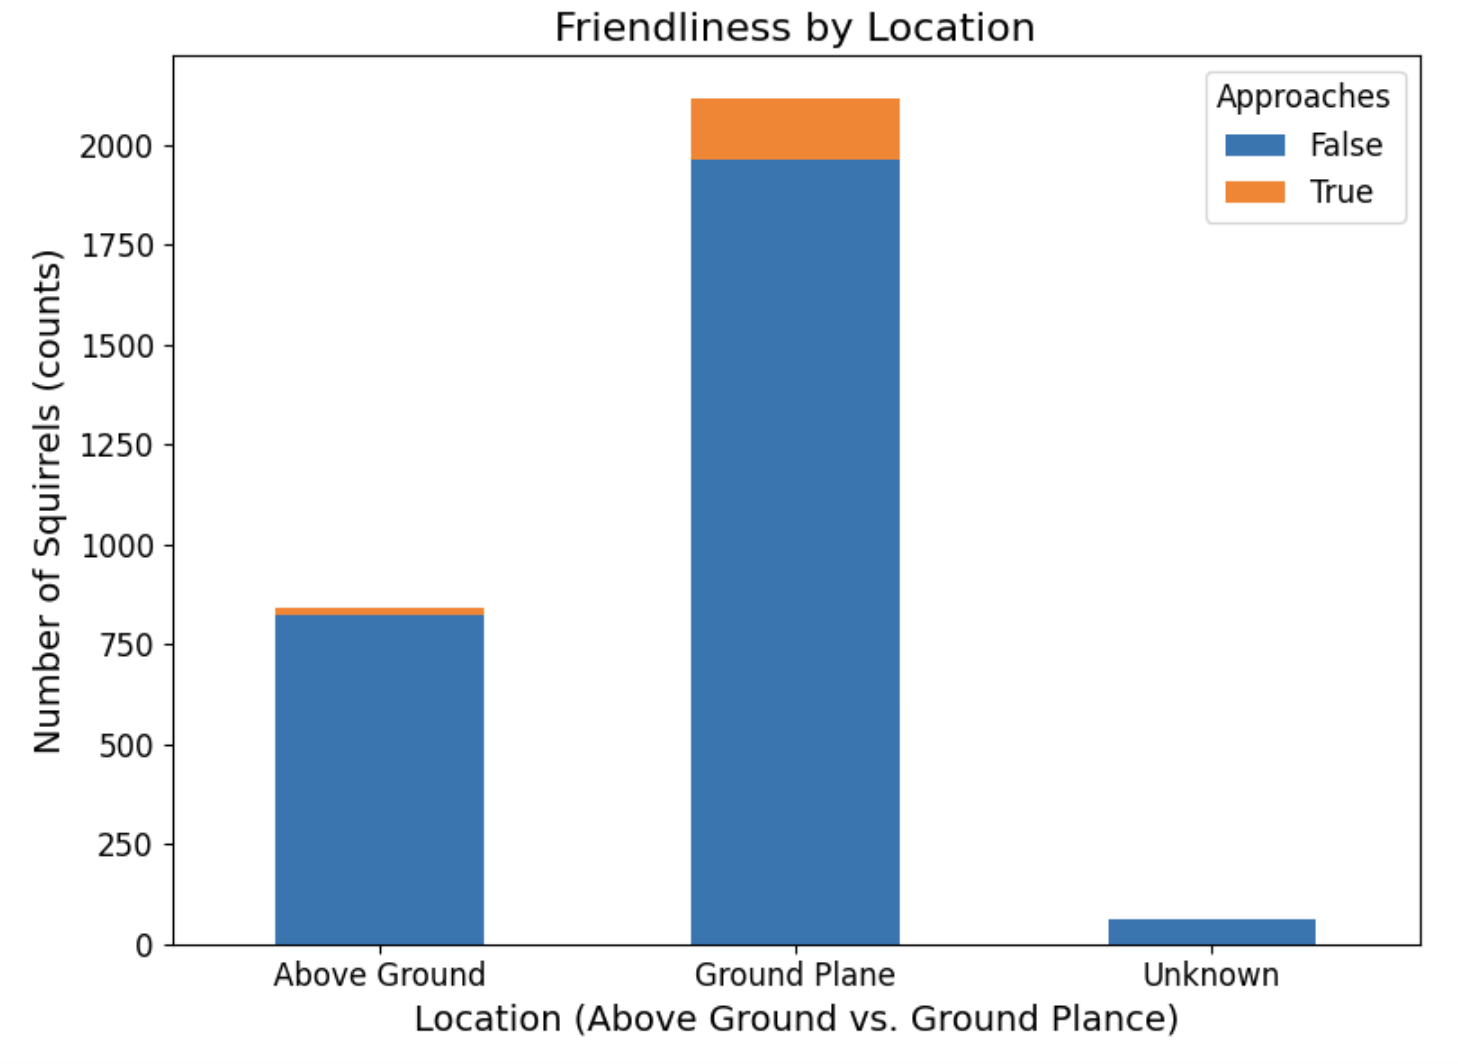 Friendliness by Location
Approaches
False
True
Number of Squirrels (counts)
2000
1750
1500
1250
1000
750
500
250
0
Above Ground
Ground Plane
Unknown
Location (Above Ground vs. Ground Plance)